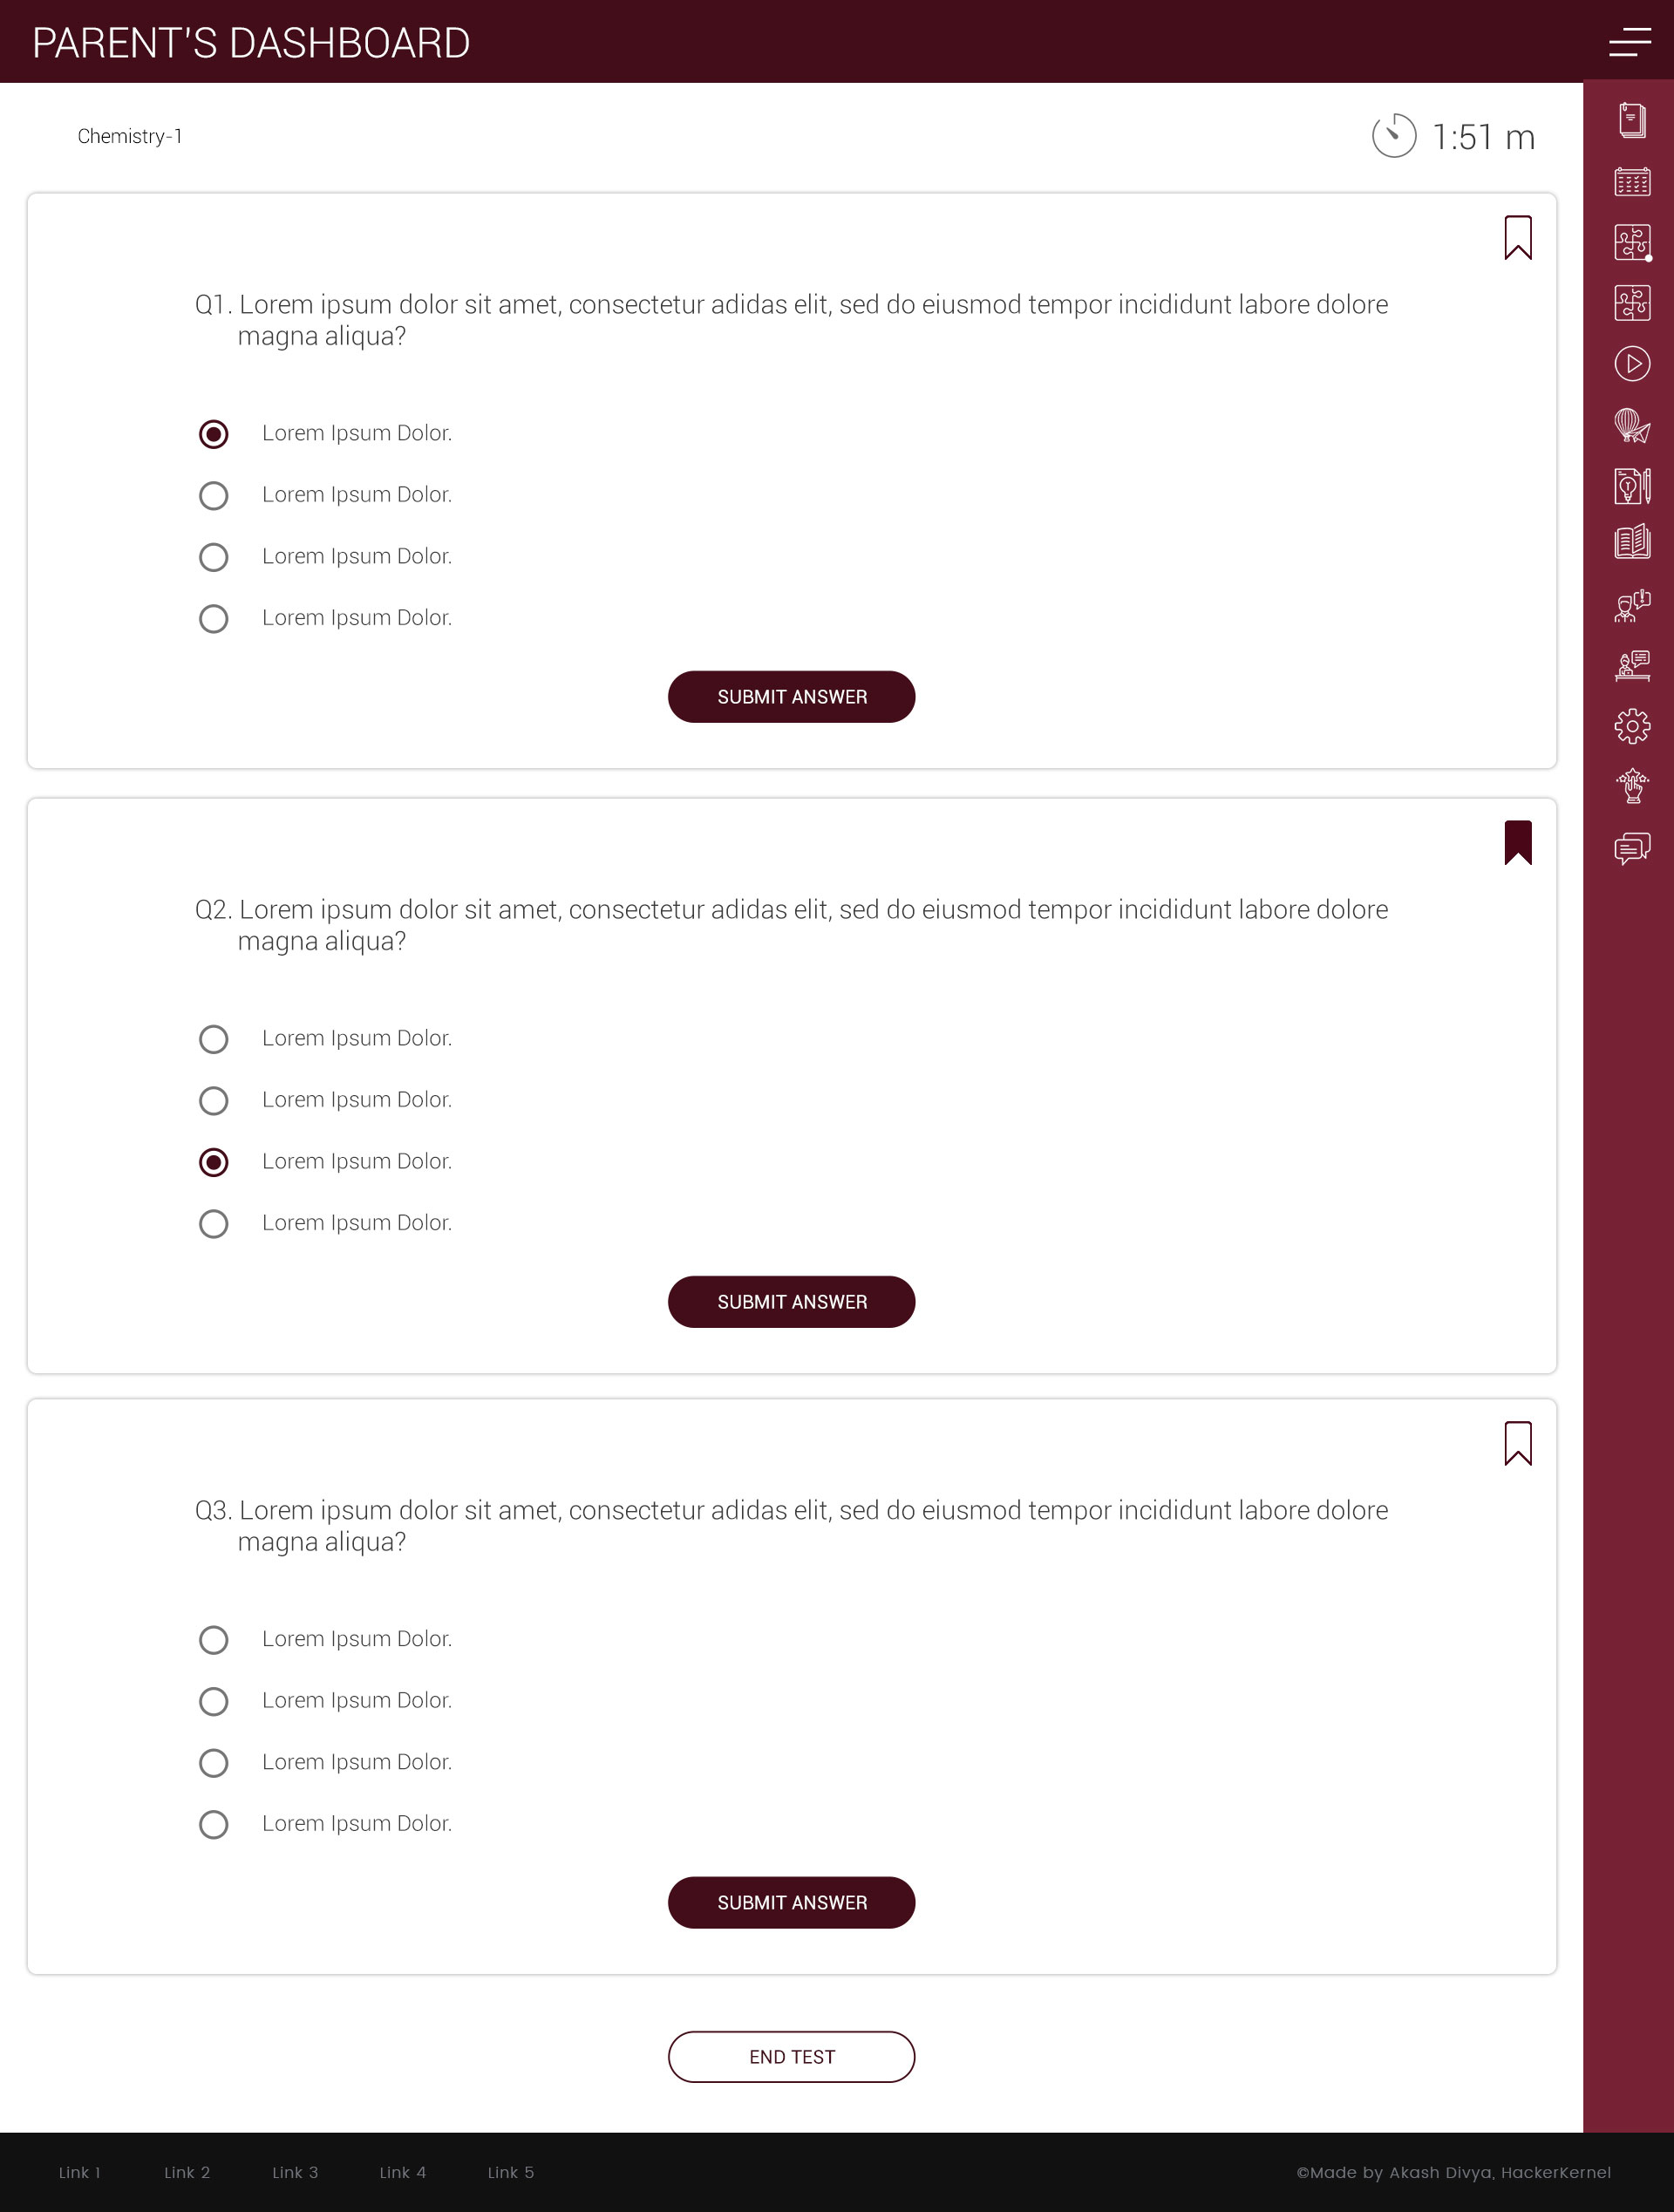 PARENT'S DASHBOARD
Chemistry-1
1:51 m
Q1. Lorem ipsum dolor sit amet, consectetur adidas elit, sed do eiusmod tempor incididunt labore dolore
magna aliqua?
Lorem Ipsum Dolor.
Lorem Ipsum Dolor.
Lorem Ipsum Dolor.
Lorem Ipsum Dolor.
SUBMIT ANSWER
Q2. Lorem ipsum dolor sit amet, consectetur adidas elit, sed do eiusmod tempor incididunt labore dolore
magna aliqua?
Lorem Ipsum Dolor.
Lorem Ipsum Dolor.
Lorem Ipsum Dolor.
Lorem Ipsum Dolor.
SUBMIT ANSWER
Q3. Lorem ipsum dolor sit amet, consectetur adidas elit, sed do eiusmod tempor incididunt labore dolore
magna aliqua?
Lorem Ipsum Dolor.
Lorem Ipsum Dolor.
Lorem Ipsum Dolor.
Lorem Ipsum Dolor.
SUBMIT ANSWER
END TEST
Link 1 Link 2 Link 3 Link 4 Link 5 ©Made by Akash Divya, HackerKernel